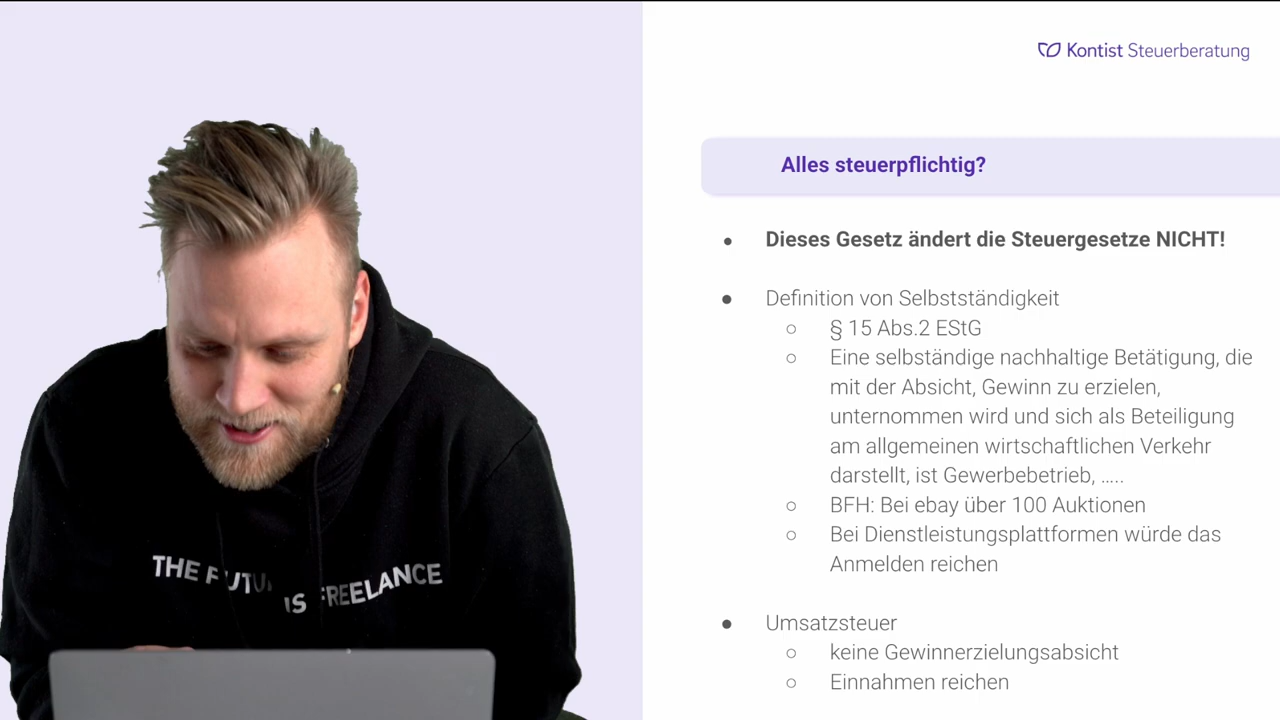 Kontist Steuerberatung
Alles steuerpflichtig?
● Dieses Gesetz ändert die Steuergesetze NICHT!
● Definition von Selbstständigkeit
○ § 15 Abs.2 EStG
○ Eine selbständige nachhaltige Betätigung, die
mit der Absicht, Gewinn zu erzielen,
unternommen wird und sich als Beteiligung
am allgemeinen wirtschaftlichen Verkehr
darstellt, ist Gewerbebetrieb, …..
○ BFH: Bei ebay über 100 Auktionen
○ Bei Dienstleistungsplattformen würde das
Anmelden reichen
● Umsatzsteuer
○ keine Gewinnerzielungsabsicht
○ Einnahmen reichen
THE FUTU
IS FREELANCE